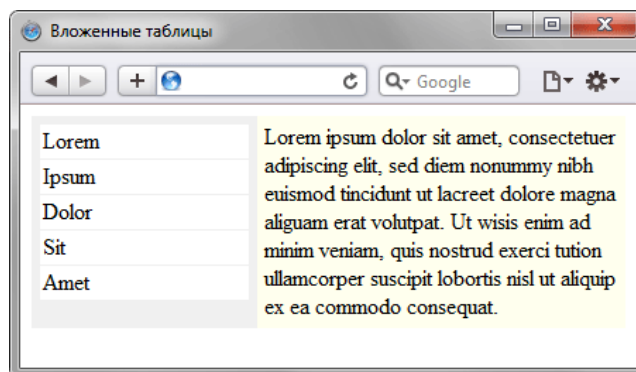 Вложенные таблицы
Google
Lorem
Ipsum
Dolor
Sit
Amet
Lorem ipsum dolor sit amet, consectetuer
adipiscing elit, sed diem nonummy nibh
euismod tincidunt ut lacreet dolore magna
aliguam erat volutpat. Ut wisis enim ad
minim veniam, quis nostrud exerci tution
ullamcorper suscipit lobortis nisl ut aliquip
ex ea commodo consequat.